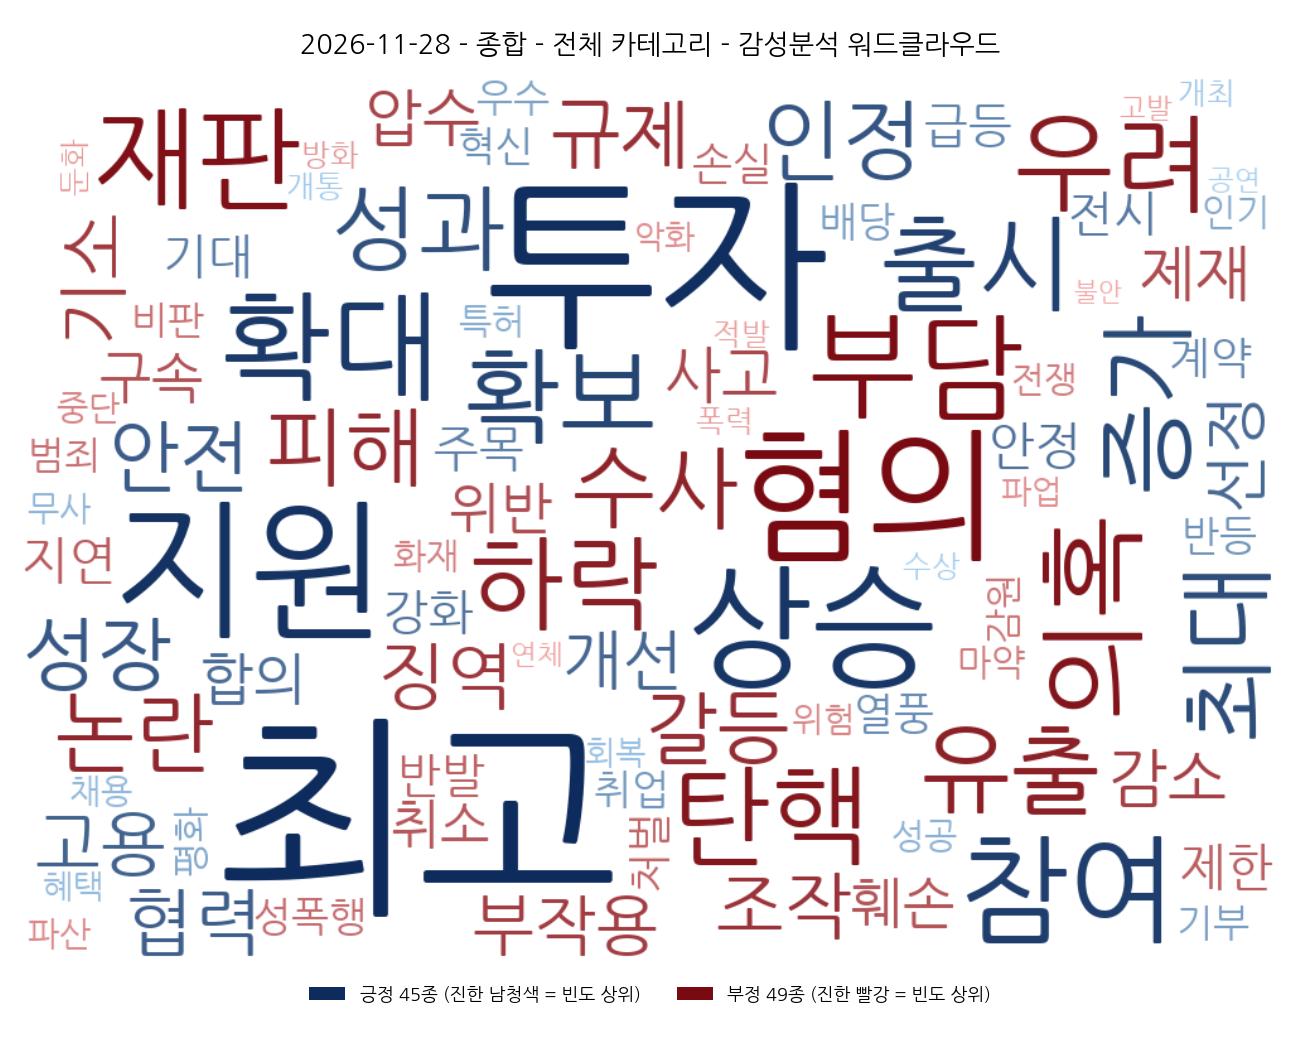 2026-11-28 - 종합 - 전체 카테고리 - 감성분석 워드클라우드
개최
우수
고발
압수
규제
인정
급등
재판
우려
혁신
방화
손실
둔화
개통
공연
성과
투자
배당
전시
인기
기소
기대
악화
출시
제재
확대
불안
비판
특허
적발
부담
증가
계약
구속
확보
사고
전쟁
중단
선정
피해
폭력
안전
주목
혐의
안정
범죄
수사
위반
파업
무사
지원
반등
지연
화재
하락
수상
의혹
최대
강화
상승
감원
성장
합의
징역
연체
개선
마약
논란
갈등
위험
열풍
최고
회복
유출
반발
감소
채용
취업
탄핵
고용
평화
취소
처벌
성공
참여
제한
혜택
협력
성폭행
부작용
조작
훼손
기부
파산
긍정 45종 (진한 남청색 = 빈도 상위)
부정 49종 (진한 빨강 = 빈도 상위)